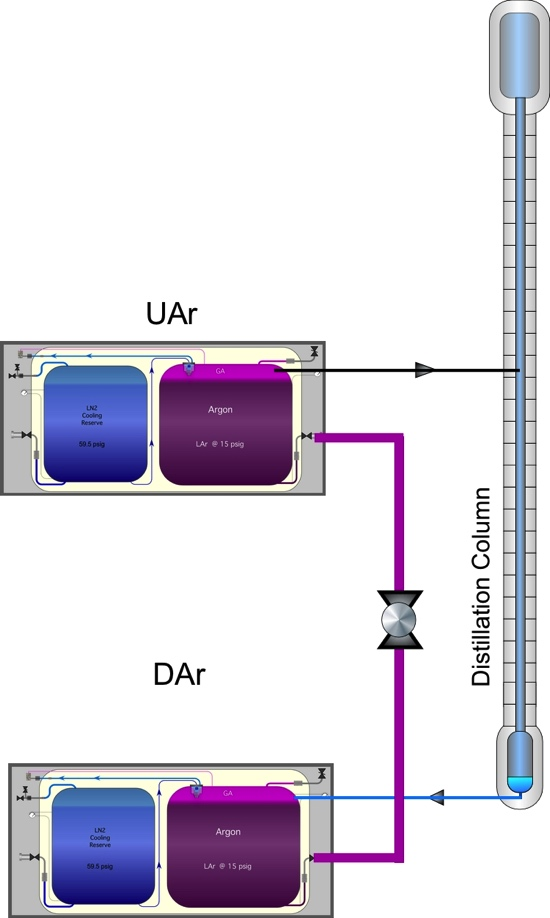 UAr
LN2
Cooling
Reserve
59.5 psig
GA
Argon
LAr @ 15 psig
Distillation Column
DAr
LN2
Cooling
Reserve
59.5 psig
GA
Argon
LAr @ 15 psig